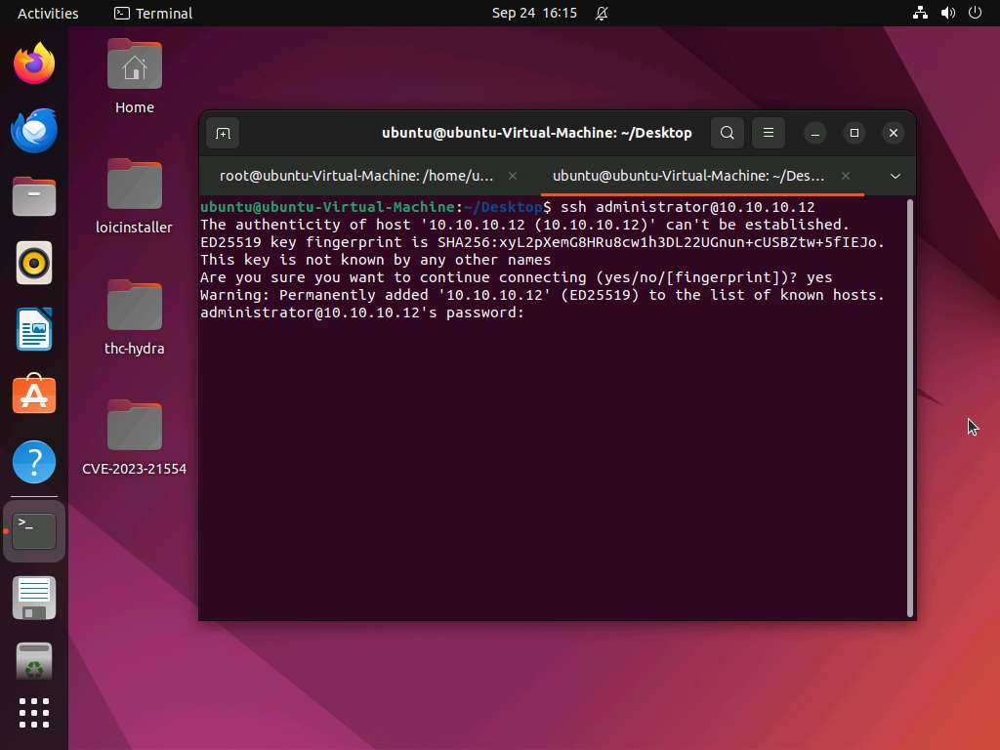 Activities
Terminal
Sep 24 16:15
Home
loicinstaller
thc-hydra
CVE-2023-21554
ubuntu@ubuntu-Virtual-Machine: ~/Desktop
root@ubuntu-Virtual-Machine: /home/u...
ubuntu@ubuntu-Virtual-Machine: ~/Des...
ubuntu@ubuntu-Virtual-Machine:~/Desktop$ ssh administrator@10.10.10.12
The authenticity of host '10.10.10.12 (10.10.10.12)' can't be established.
ED25519 key fingerprint is SHA256:xyL2pXemG8HRu8cw1h3DL22UGnun+cUSBZtw+5fIEJo.
This key is not known by any other names
Are you sure you want to continue connecting (yes/no/[fingerprint])? yes
Warning: Permanently added '10.10.10.12' (ED25519) to the list of known hosts.
administrator@10.10.10.12's password: